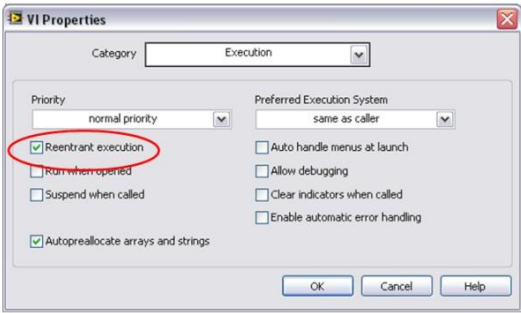 VI Properties
Category
Execution
Priority
normal priority
Preferred Execution System
same as caller
Reentrant execution
Run when opened
Suspend when called
Autopreallocate arrays and strings
Auto handle menus at launch
Allow debugging
Clear indicators when called
Enable automatic error handling
OK
Cancel
Help